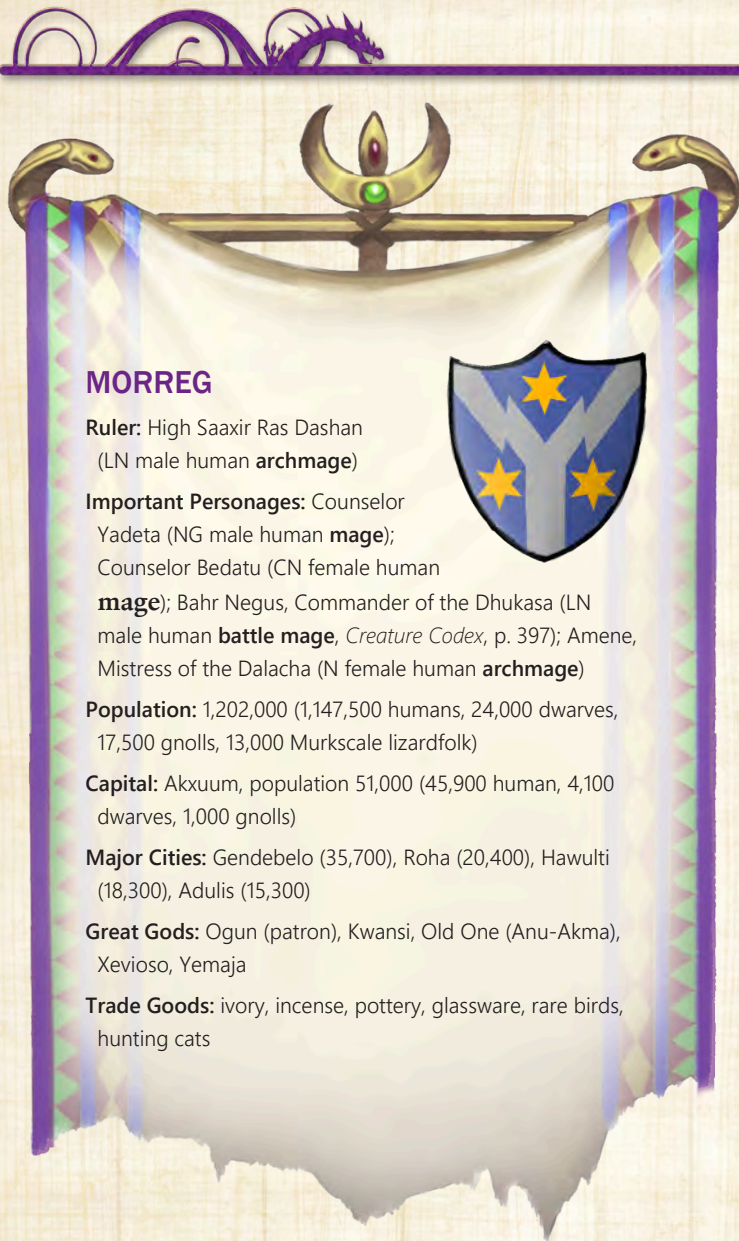 MORREG
Ruler: High Saaxir Ras Dashan
(LN male human archmage)
Important Personages: Counselor
Yadeta (NG male human mage);
Counselor Bedatu (CN female human
mage); Bahr Negus, Commander of the Dhukasa (LN
male human battle mage, Creature Codex, p. 397); Amene,
Mistress of the Dalacha (N female human archmage)
Population: 1,202,000 (1,147,500 humans, 24,000 dwarves,
17,500 gnolls, 13,000 Murkscale lizardfolk)
Capital: Akxuum, population 51,000 (45,900 human, 4,100
dwarves, 1,000 gnolls)
Major Cities: Gendebelo (35,700), Roha (20,400), Hawulti
(18,300), Adulis (15,300)
Great Gods: Ogun (patron), Kwansi, Old One (Anu-Akma),
Xevioso, Yemaja
Trade Goods: ivory, incense, pottery, glassware, rare birds,
hunting cats